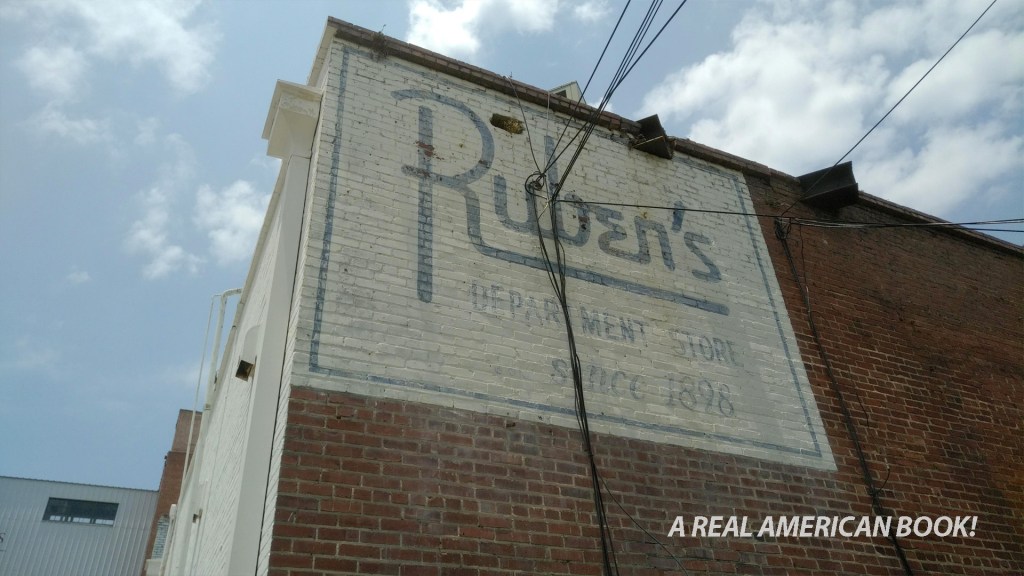 Ruben's
DEPARTMENT STORE
SINCE 1898
A REAL AMERICAN BOOK!